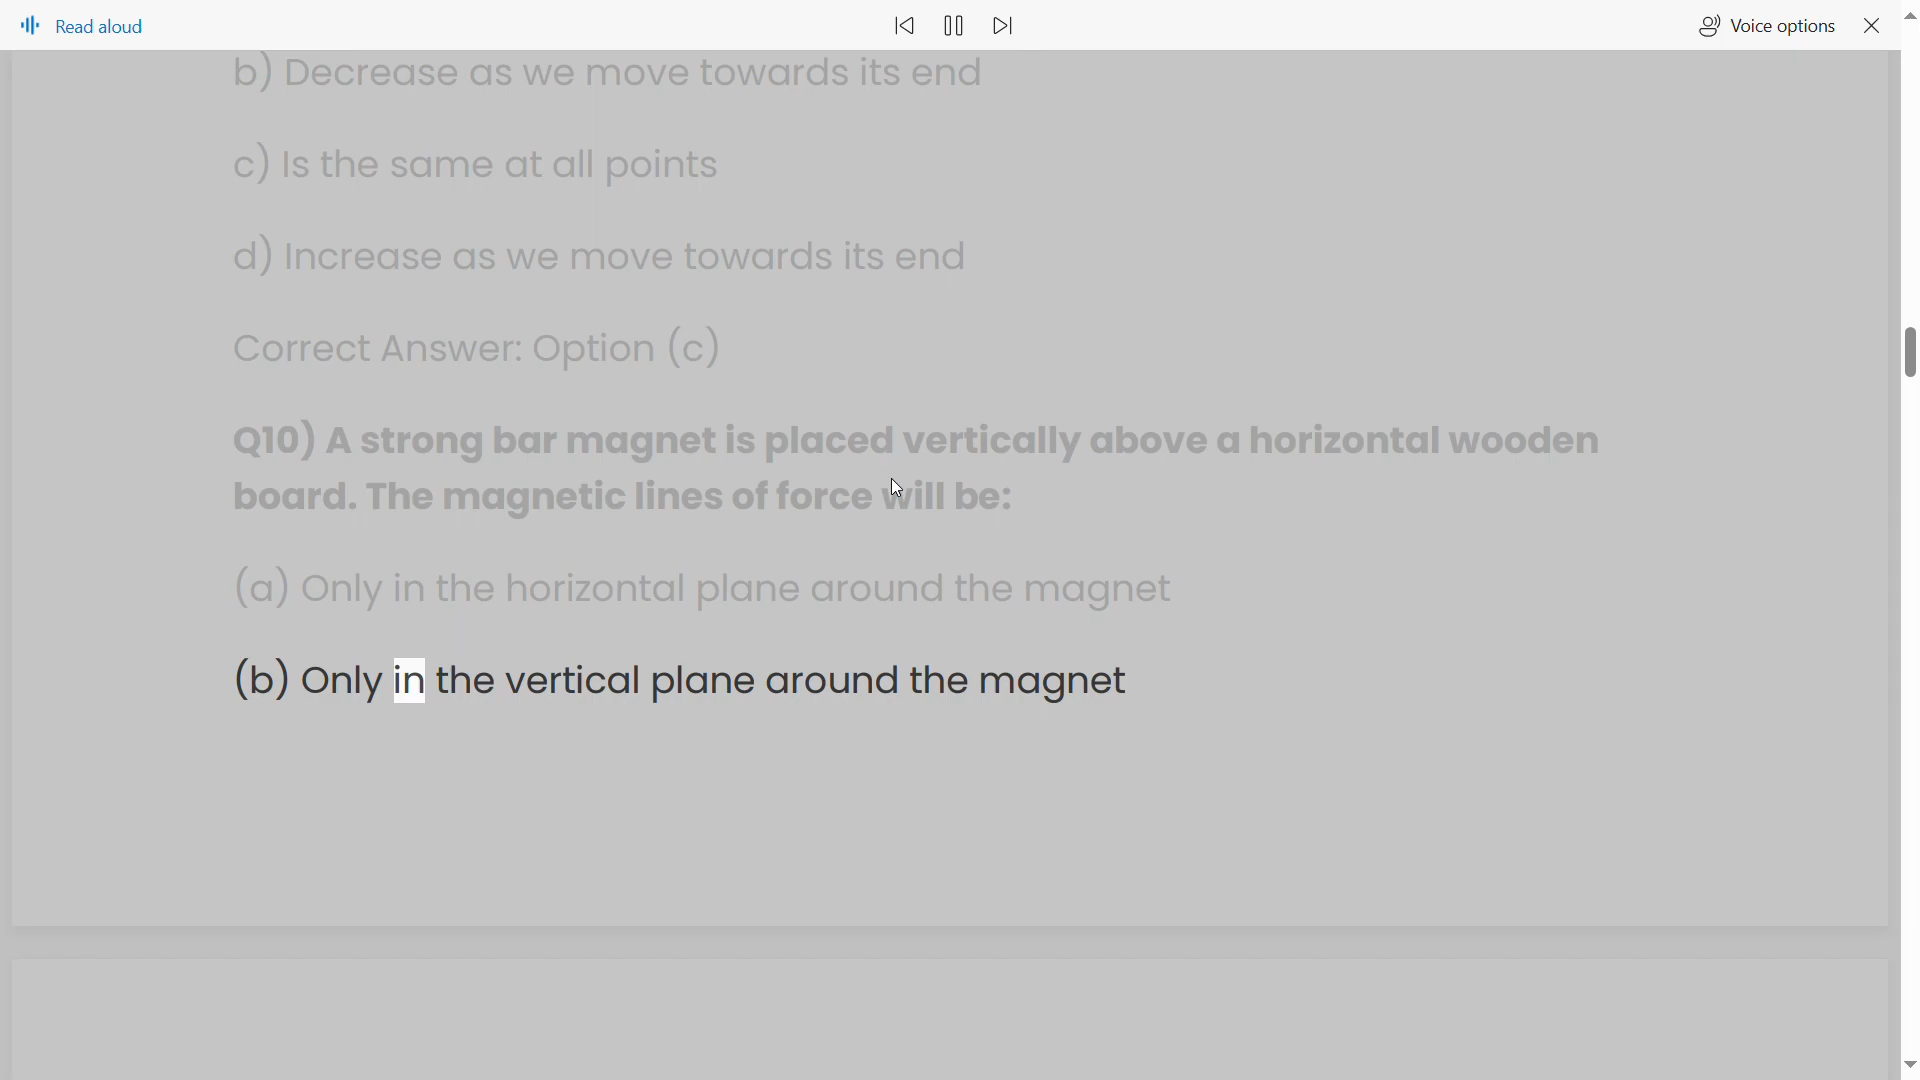 Read aloud
Voice options
b) Decrease as we move towards its end
c) Is the same at all points
d) Increase as we move towards its end
Correct Answer: Option (c)
Q10) A strong bar magnet is placed vertically above a horizontal wooden
board. The magnetic lines of force will be:
(a) Only in the horizontal plane around the magnet
(b) Only in the vertical plane around the magnet